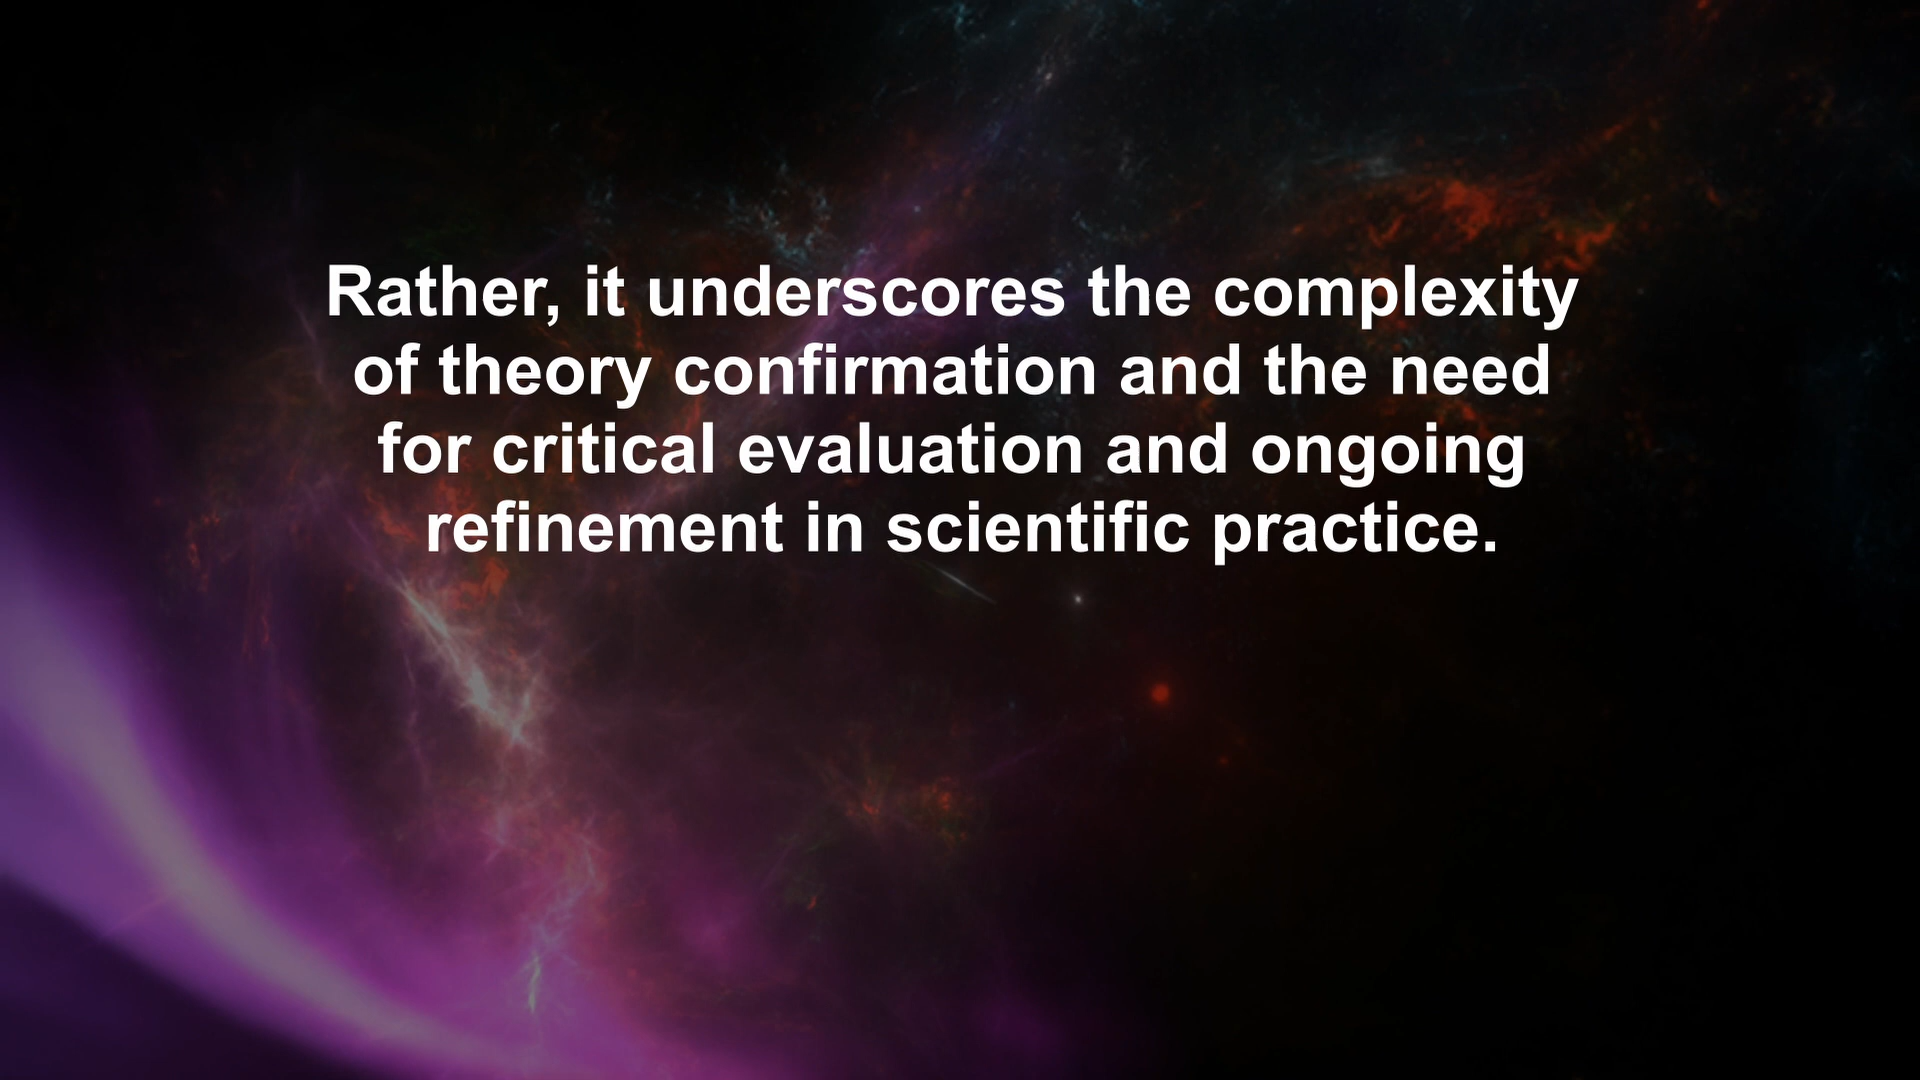 Rather, it underscores the complexity
of theory confirmation and the need
for critical evaluation and ongoing
refinement in scientific practice.